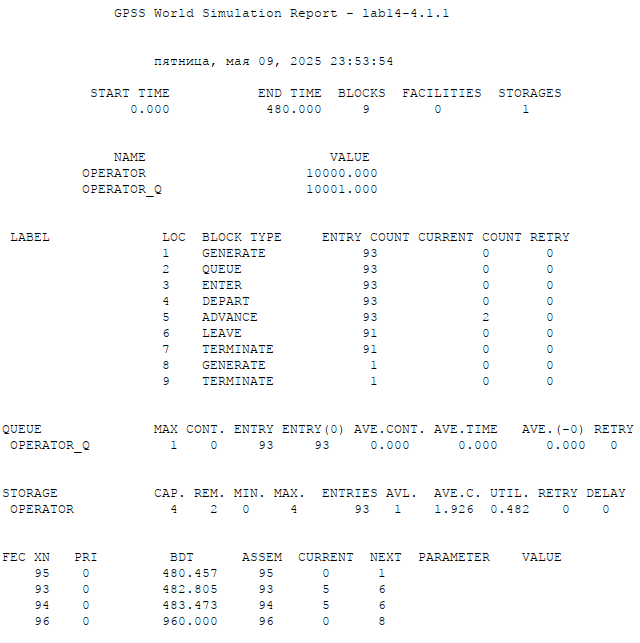 GPSS World Simulation Report - lab14-4.1.1
пятница, мая 09, 2025 23:53:54
START TIME END TIME BLOCKS FACILITIES STORAGES
0.000 480.000 9 0 1
NAME VALUE
OPERATOR 10000.000
OPERATOR_Q 10001.000
LABEL LOC BLOCK TYPE ENTRY COUNT CURRENT COUNT RETRY
1 GENERATE 93 0 0
2 QUEUE 93 0 0
3 ENTER 93 0 0
4 DEPART 93 0 0
5 ADVANCE 93 2 0
6 LEAVE 91 0 0
7 TERMINATE 91 0 0
8 GENERATE 1 0 0
9 TERMINATE 1 0 0
QUEUE MAX CONT. ENTRY ENTRY(0) AVE.CONT. AVE.TIME AVE.(-0) RETRY
OPERATOR_Q 1 0 93 93 0.000 0.000 0.000 0
STORAGE CAP. REM. MIN. MAX. ENTRIES AVL. AVE.C. UTIL. RETRY DELAY
OPERATOR 4 2 0 4 93 1 1.926 0.482 0 0
FEC XN PRI BDT ASSEM CURRENT NEXT PARAMETER VALUE
95 0 480.457 95 0 1
93 0 482.805 93 5 6
94 0 483.473 94 5 6
96 0 960.000 96 0 8